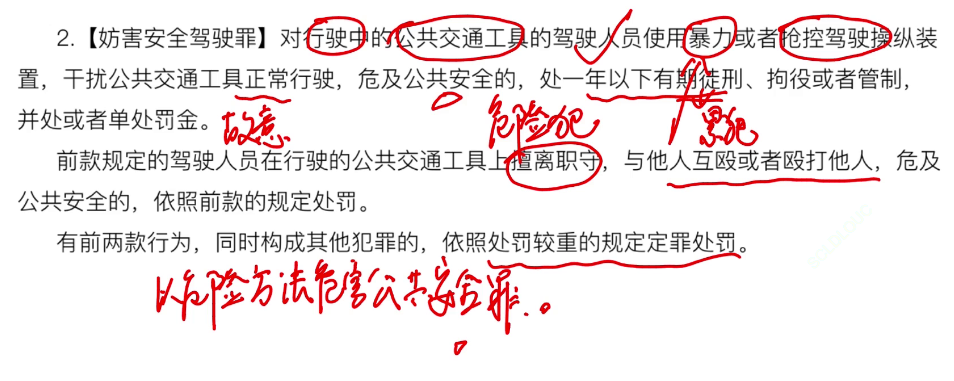 2.【妨害安全驾驶罪】对行驶中的公共交通工具的驾驶人员使用暴力或者抢控驾驶操纵装
置，干扰公共交通工具正常行驶，危及公共安全的，处一年以下有期徒刑、拘役或者管制，
并处或者单处罚金。
故意
危险犯
累犯
前款规定的驾驶人员在行驶的公共交通工具上擅离职守，与他人互殴或者殴打他人，危及
公共安全的，依照前款的规定处罚。
有前两款行为，同时构成其他犯罪的，依照处罚较重的规定定罪处罚。
以危险方法危害公共安全罪